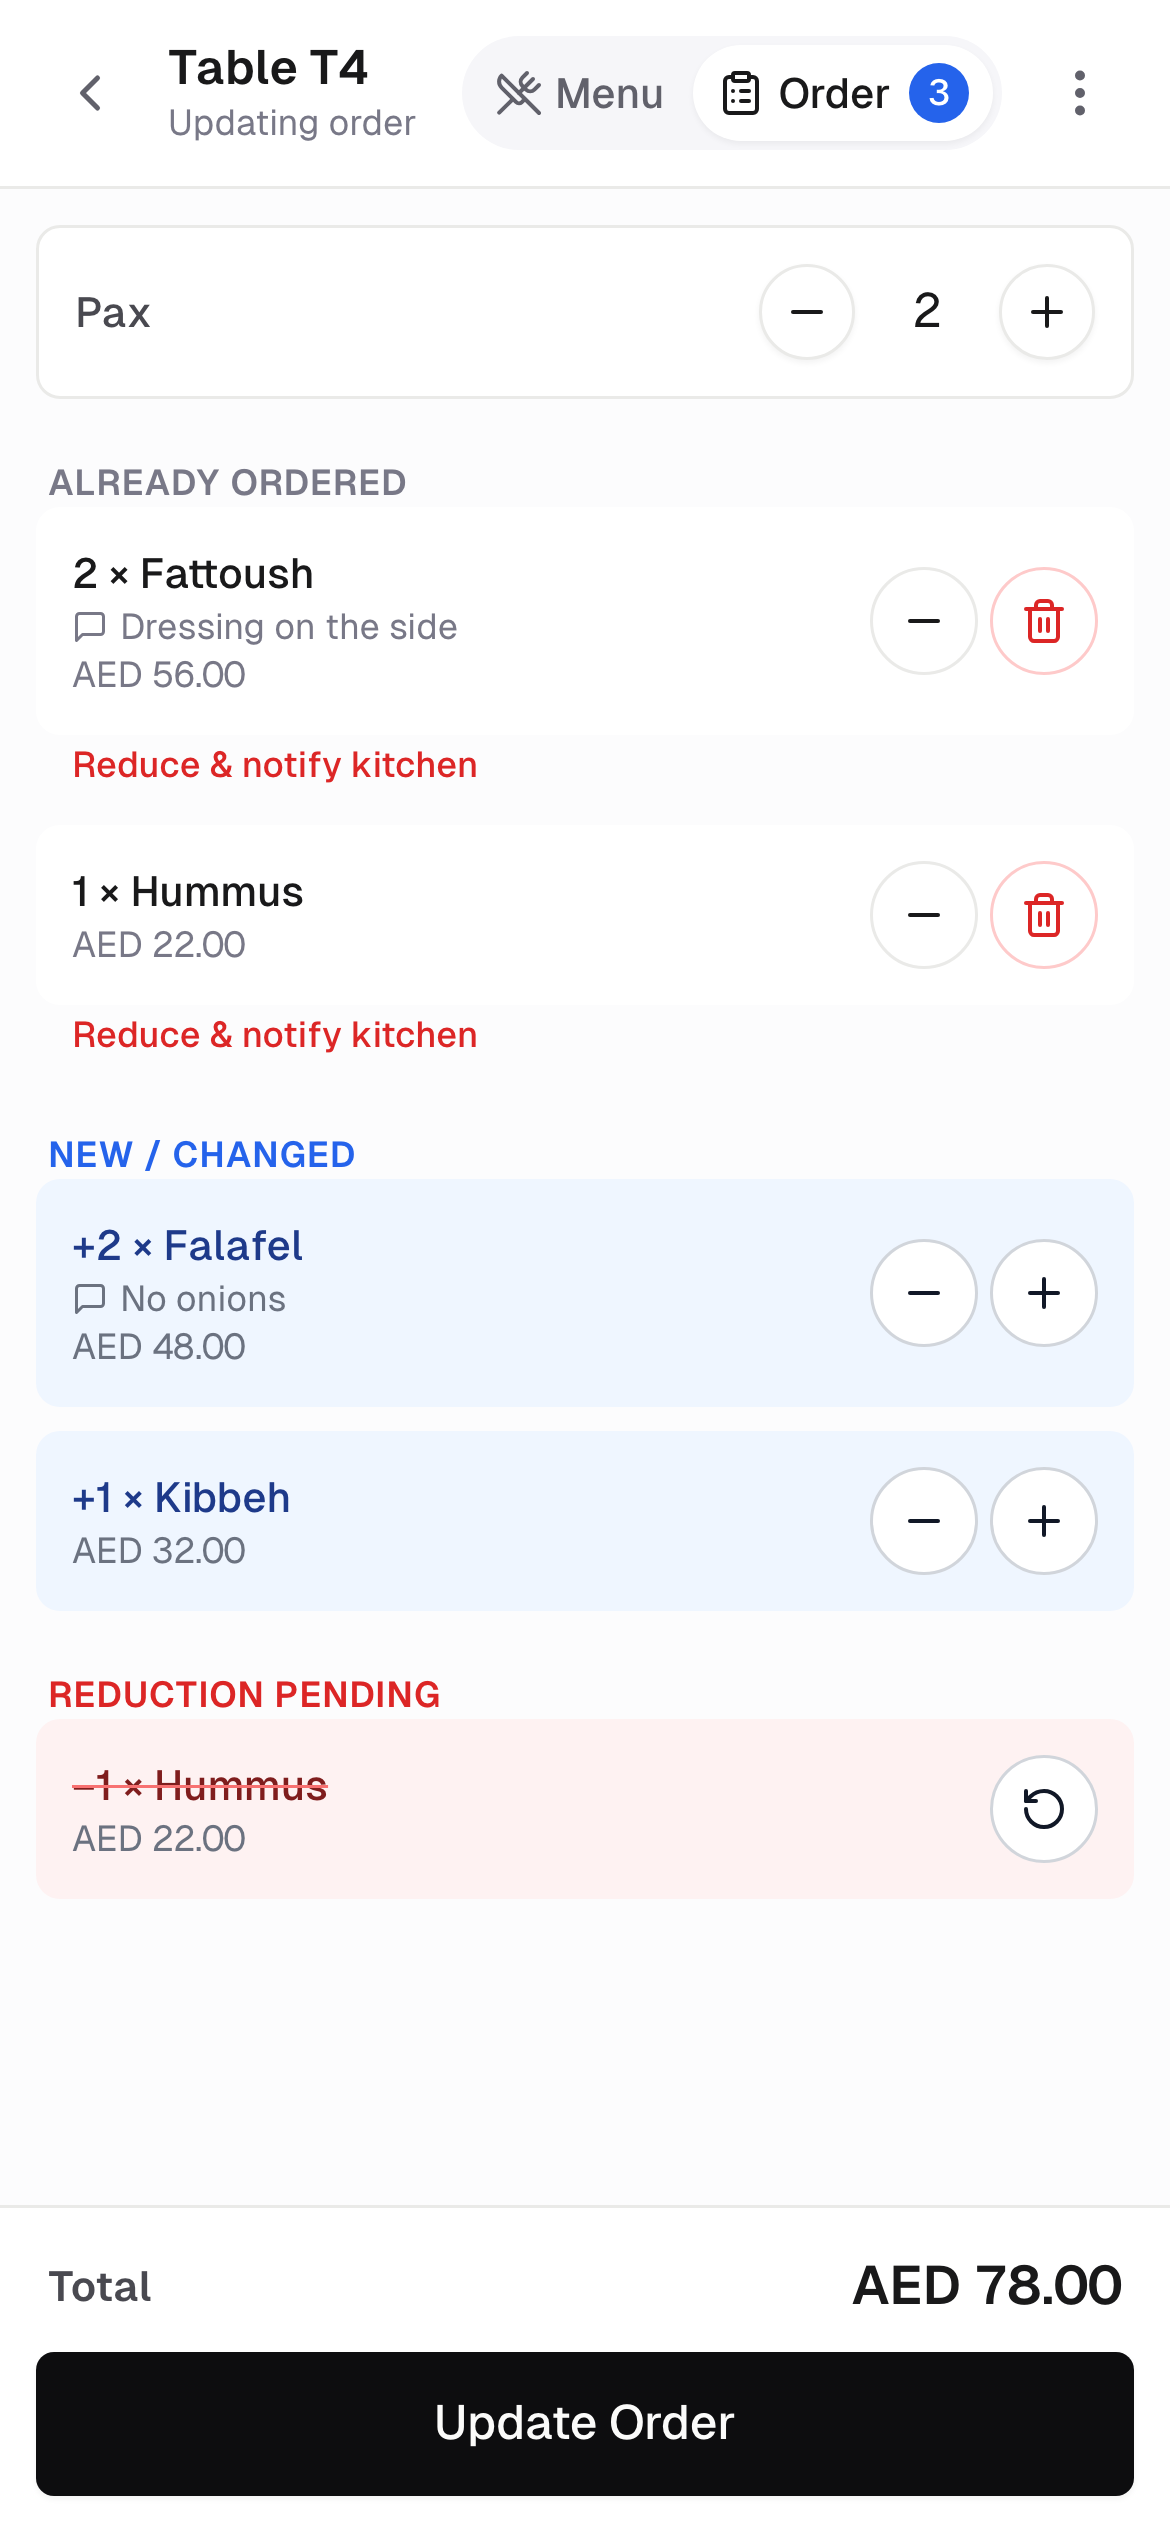 Table T4
Updating order
Menu
Order 3
Pax
2
ALREADY ORDERED
2 × Fattoush
Dressing on the side
AED 56.00
Reduce & notify kitchen
1 × Hummus
AED 22.00
Reduce & notify kitchen
NEW / CHANGED
+2 × Falafel
No onions
AED 48.00
+1 × Kibbeh
AED 32.00
REDUCTION PENDING
−1 × Hummus
AED 22.00
Total
AED 78.00
Update Order